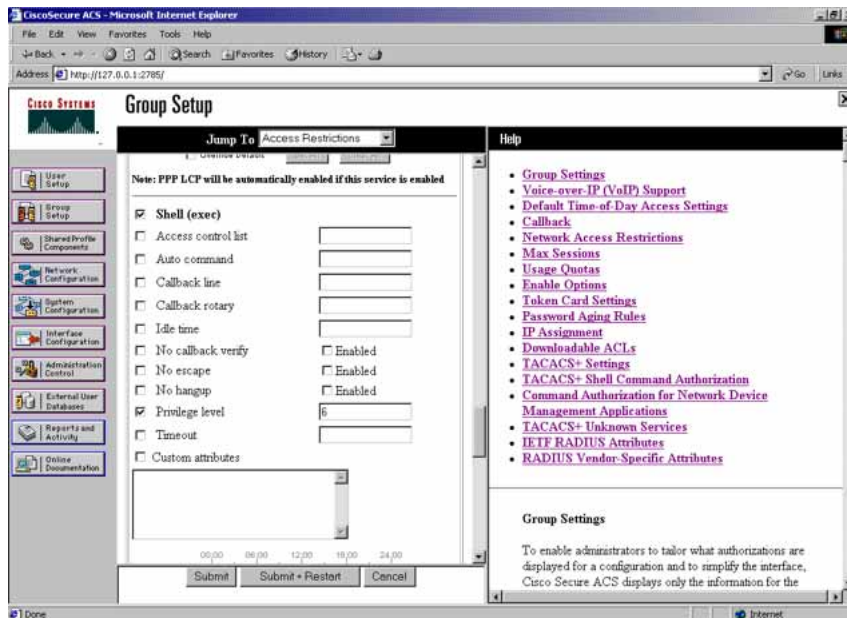 CiscoSecure ACS - Microsoft Internet Explorer
File Edit View Favorites Tools Help
Back Search Favorites History
Address http://127.0.0.1:2785/ Go Links
CISCO SYSTEMS
Group Setup
Jump To Access Restrictions
Help
User Setup
Group Setup
Shared Profile Components
Network Configuration
System Configuration
Interface Configuration
Administration Control
External User Databases
Reports and Activity
Online Documentation
Note: PPP LCP will be automatically enabled if this service is enabled
Shell (exec)
Access control list
Auto command
Callback line
Callback rotary
Idle time
No callback verify Enabled
No escape Enabled
No hangup Enabled
Privilege level 6
Timeout
Custom attributes
00:00 06:00 12:00 18:00 24:00
Submit Submit + Restart Cancel
Group Settings
Voice-over-IP (VoIP) Support
Default Time-of-Day Access Settings
Callback
Network Access Restrictions
Max Sessions
Usage Quotas
Enable Options
Token Card Settings
Password Aging Rules
IP Assignment
Downloadable ACLs
TACACS+ Settings
TACACS+ Shell Command Authorization
Command Authorization for Network Device
Management Applications
TACACS+ Unknown Services
IETF RADIUS Attributes
RADIUS Vendor-Specific Attributes
Group Settings
To enable administrators to tailor what authorizations are
displayed for a configuration and to simplify the interface,
Cisco Secure ACS displays only the information for the
Done Internet